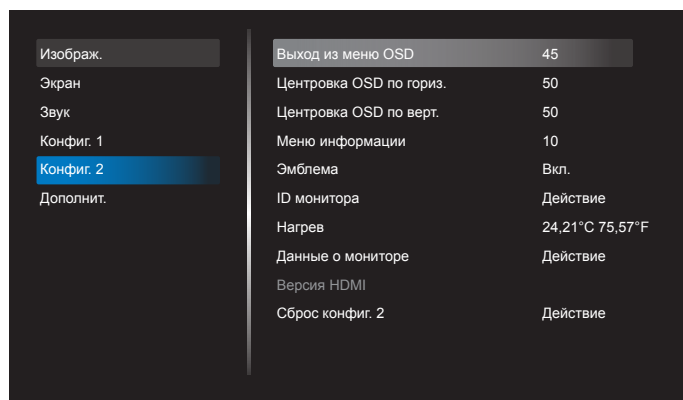 Изображ.
Экран
Звук
Конфиг. 1
Конфиг. 2
Дополнит.
Выход из меню OSD 45
Центровка OSD по гориз. 50
Центровка OSD по верт. 50
Меню информации 10
Эмблема Вкл.
ID монитора Действие
Нагрев 24,21°C 75,57°F
Данные о мониторе Действие
Версия HDMI
Сброс конфиг. 2 Действие